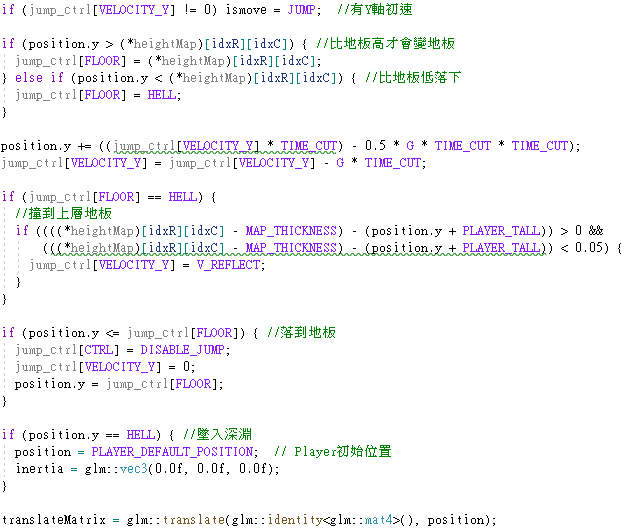 if (jump_ctrl[VELOCITY_Y] != 0) ismove = JUMP;  //有Y軸初速

if (position.y > (*heightMap)[idxR][idxC]) { //比地板高才會變地板
  jump_ctrl[FLOOR] = (*heightMap)[idxR][idxC];
} else if (position.y < (*heightMap)[idxR][idxC]) { //比地板低落下
  jump_ctrl[FLOOR] = HELL;
}

position.y += ((jump_ctrl[VELOCITY_Y] * TIME_CUT) - 0.5 * G * TIME_CUT * TIME_CUT);
jump_ctrl[VELOCITY_Y] = jump_ctrl[VELOCITY_Y] - G * TIME_CUT;

if (jump_ctrl[FLOOR] == HELL) {
  //撞到上層地板
  if ((((*heightMap)[idxR][idxC] - MAP_THICKNESS) - (position.y + PLAYER_TALL)) > 0 &&
      (((*heightMap)[idxR][idxC] - MAP_THICKNESS) - (position.y + PLAYER_TALL)) < 0.05) {
    jump_ctrl[VELOCITY_Y] = V_REFLECT;
  }
}

if (position.y <= jump_ctrl[FLOOR]) { //落到地板
  jump_ctrl[CTRL] = DISABLE_JUMP;
  jump_ctrl[VELOCITY_Y] = 0;
  position.y = jump_ctrl[FLOOR];
}

if (position.y == HELL) { //墜入深淵
  position = PLAYER_DEFAULT_POSITION;  // Player初始位置
  inertia = glm::vec3(0.0f, 0.0f, 0.0f);
}

translateMatrix = glm::translate(glm::identity<glm::mat4>(), position);